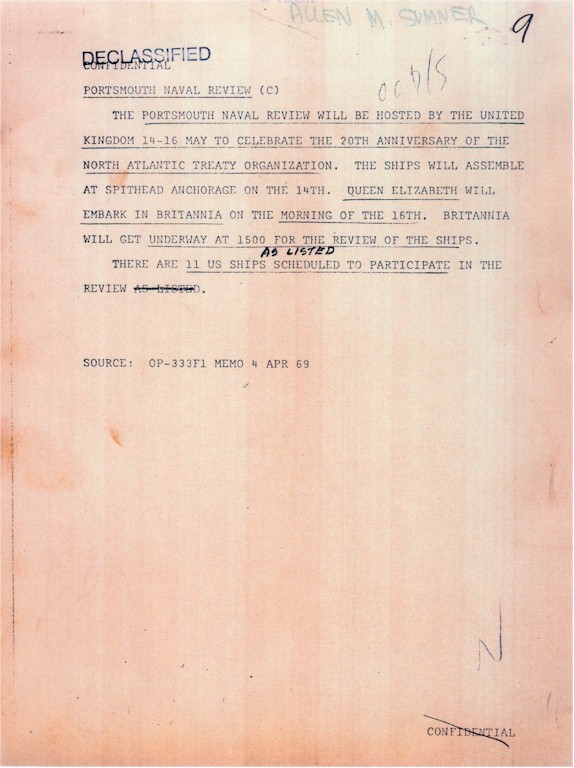 ALLEN M. SUMNER
9
DECLASSIFIED
CONFIDENTIAL
PORTSMOUTH NAVAL REVIEW (C)
THE PORTSMOUTH NAVAL REVIEW WILL BE HOSTED BY THE UNITED
KINGDOM 14-16 MAY TO CELEBRATE THE 20TH ANNIVERSARY OF THE
NORTH ATLANTIC TREATY ORGANIZATION. THE SHIPS WILL ASSEMBLE
AT SPITHEAD ANCHORAGE ON THE 14TH. QUEEN ELIZABETH WILL
EMBARK IN BRITANNIA ON THE MORNING OF THE 16TH. BRITANNIA
WILL GET UNDERWAY AT 1500 FOR THE REVIEW OF THE SHIPS.
AS LISTED
THERE ARE 11 US SHIPS SCHEDULED TO PARTICIPATE IN THE
REVIEW AS LISTED.
SOURCE: OP-333F1 MEMO 4 APR 69
N
CONFIDENTIAL